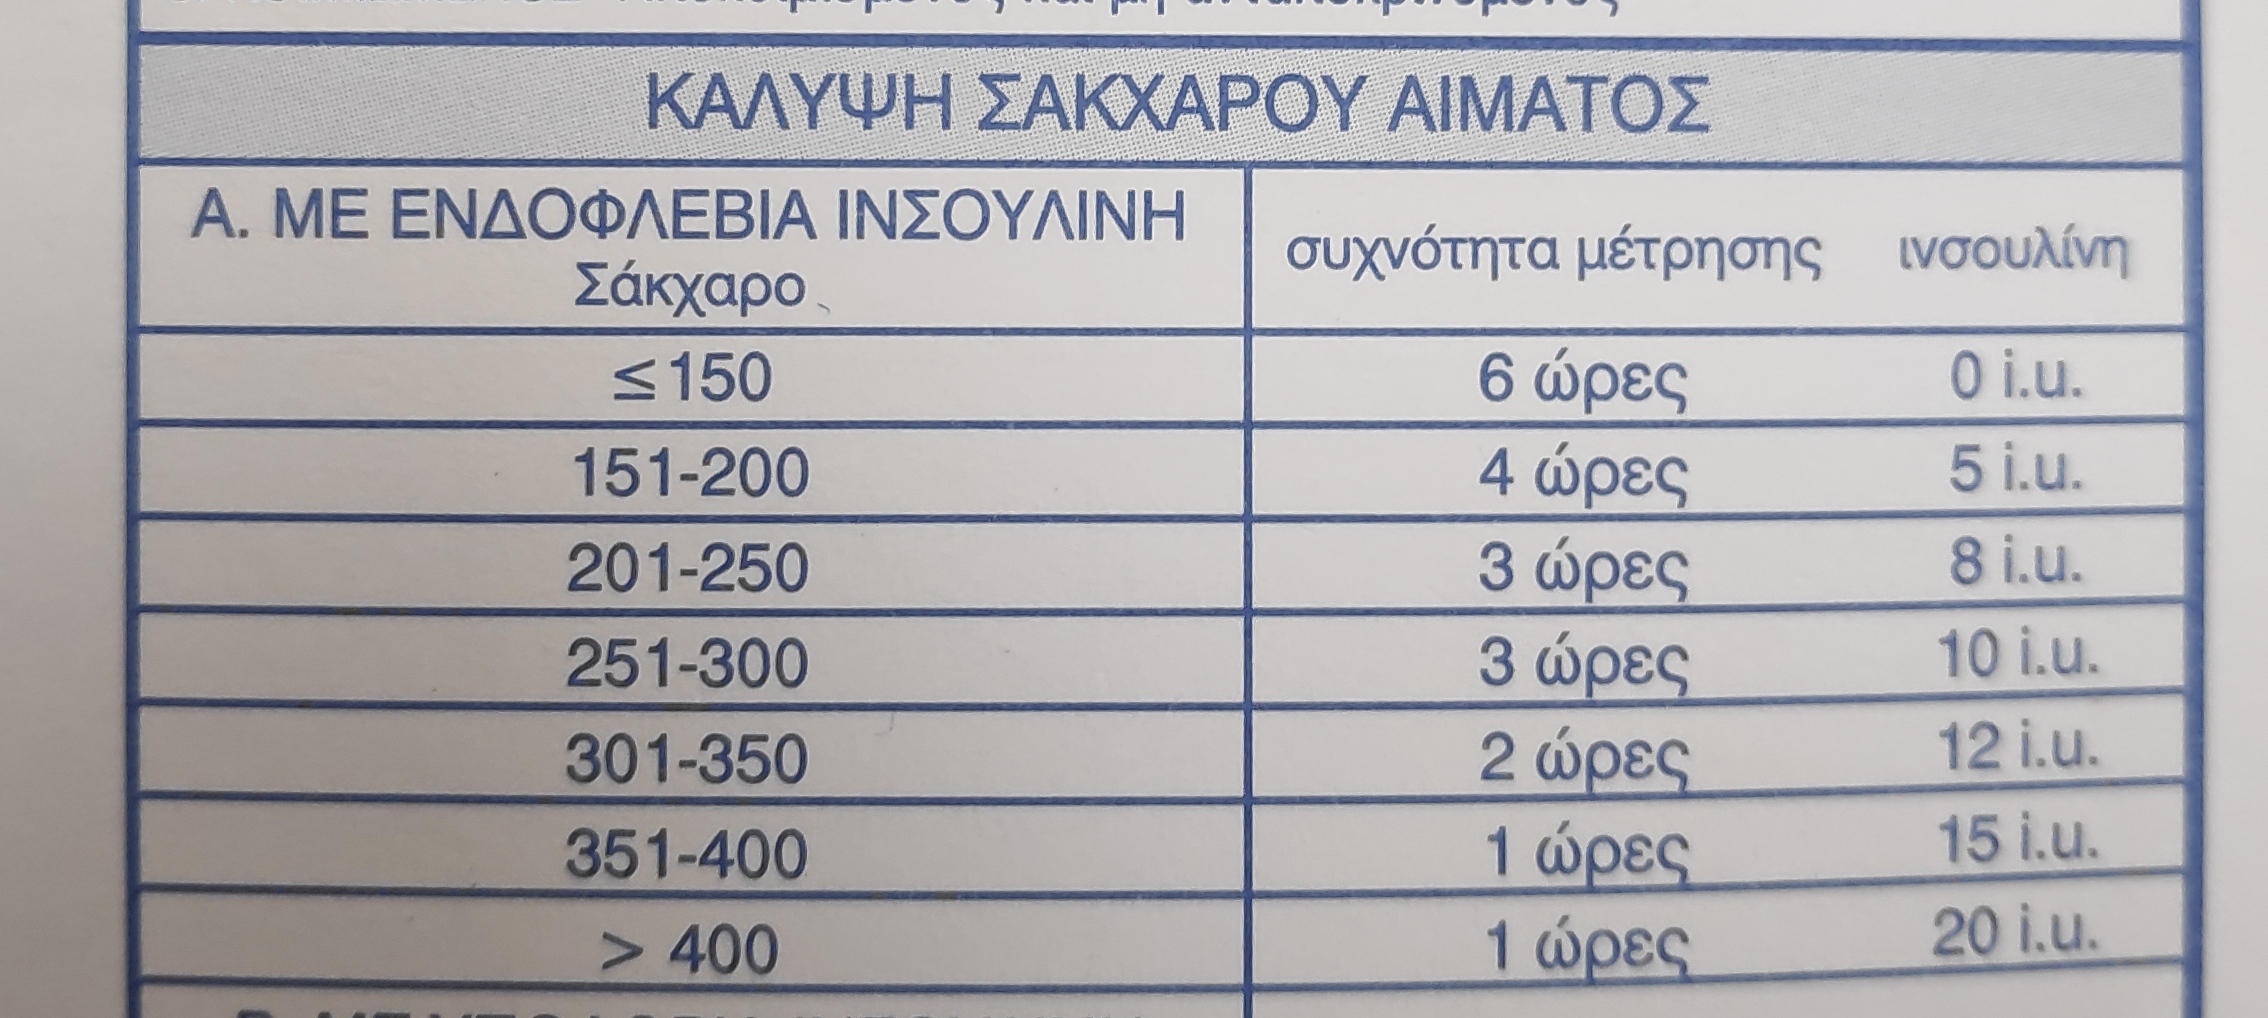 ΚΑΛΥΨΗ ΣΑΚΧΑΡΟΥ ΑΙΜΑΤΟΣ
Α. ΜΕ ΕΝΔΟΦΛΕΒΙΑ ΙΝΣΟΥΛΙΝΗ
Σάκχαρο
συχνότητα μέτρησης ινσουλίνη
≤150 6 ώρες 0 i.u.
151-200 4 ώρες 5 i.u.
201-250 3 ώρες 8 i.u.
251-300 3 ώρες 10 i.u.
301-350 2 ώρες 12 i.u.
351-400 1 ώρες 15 i.u.
> 400 1 ώρες 20 i.u.